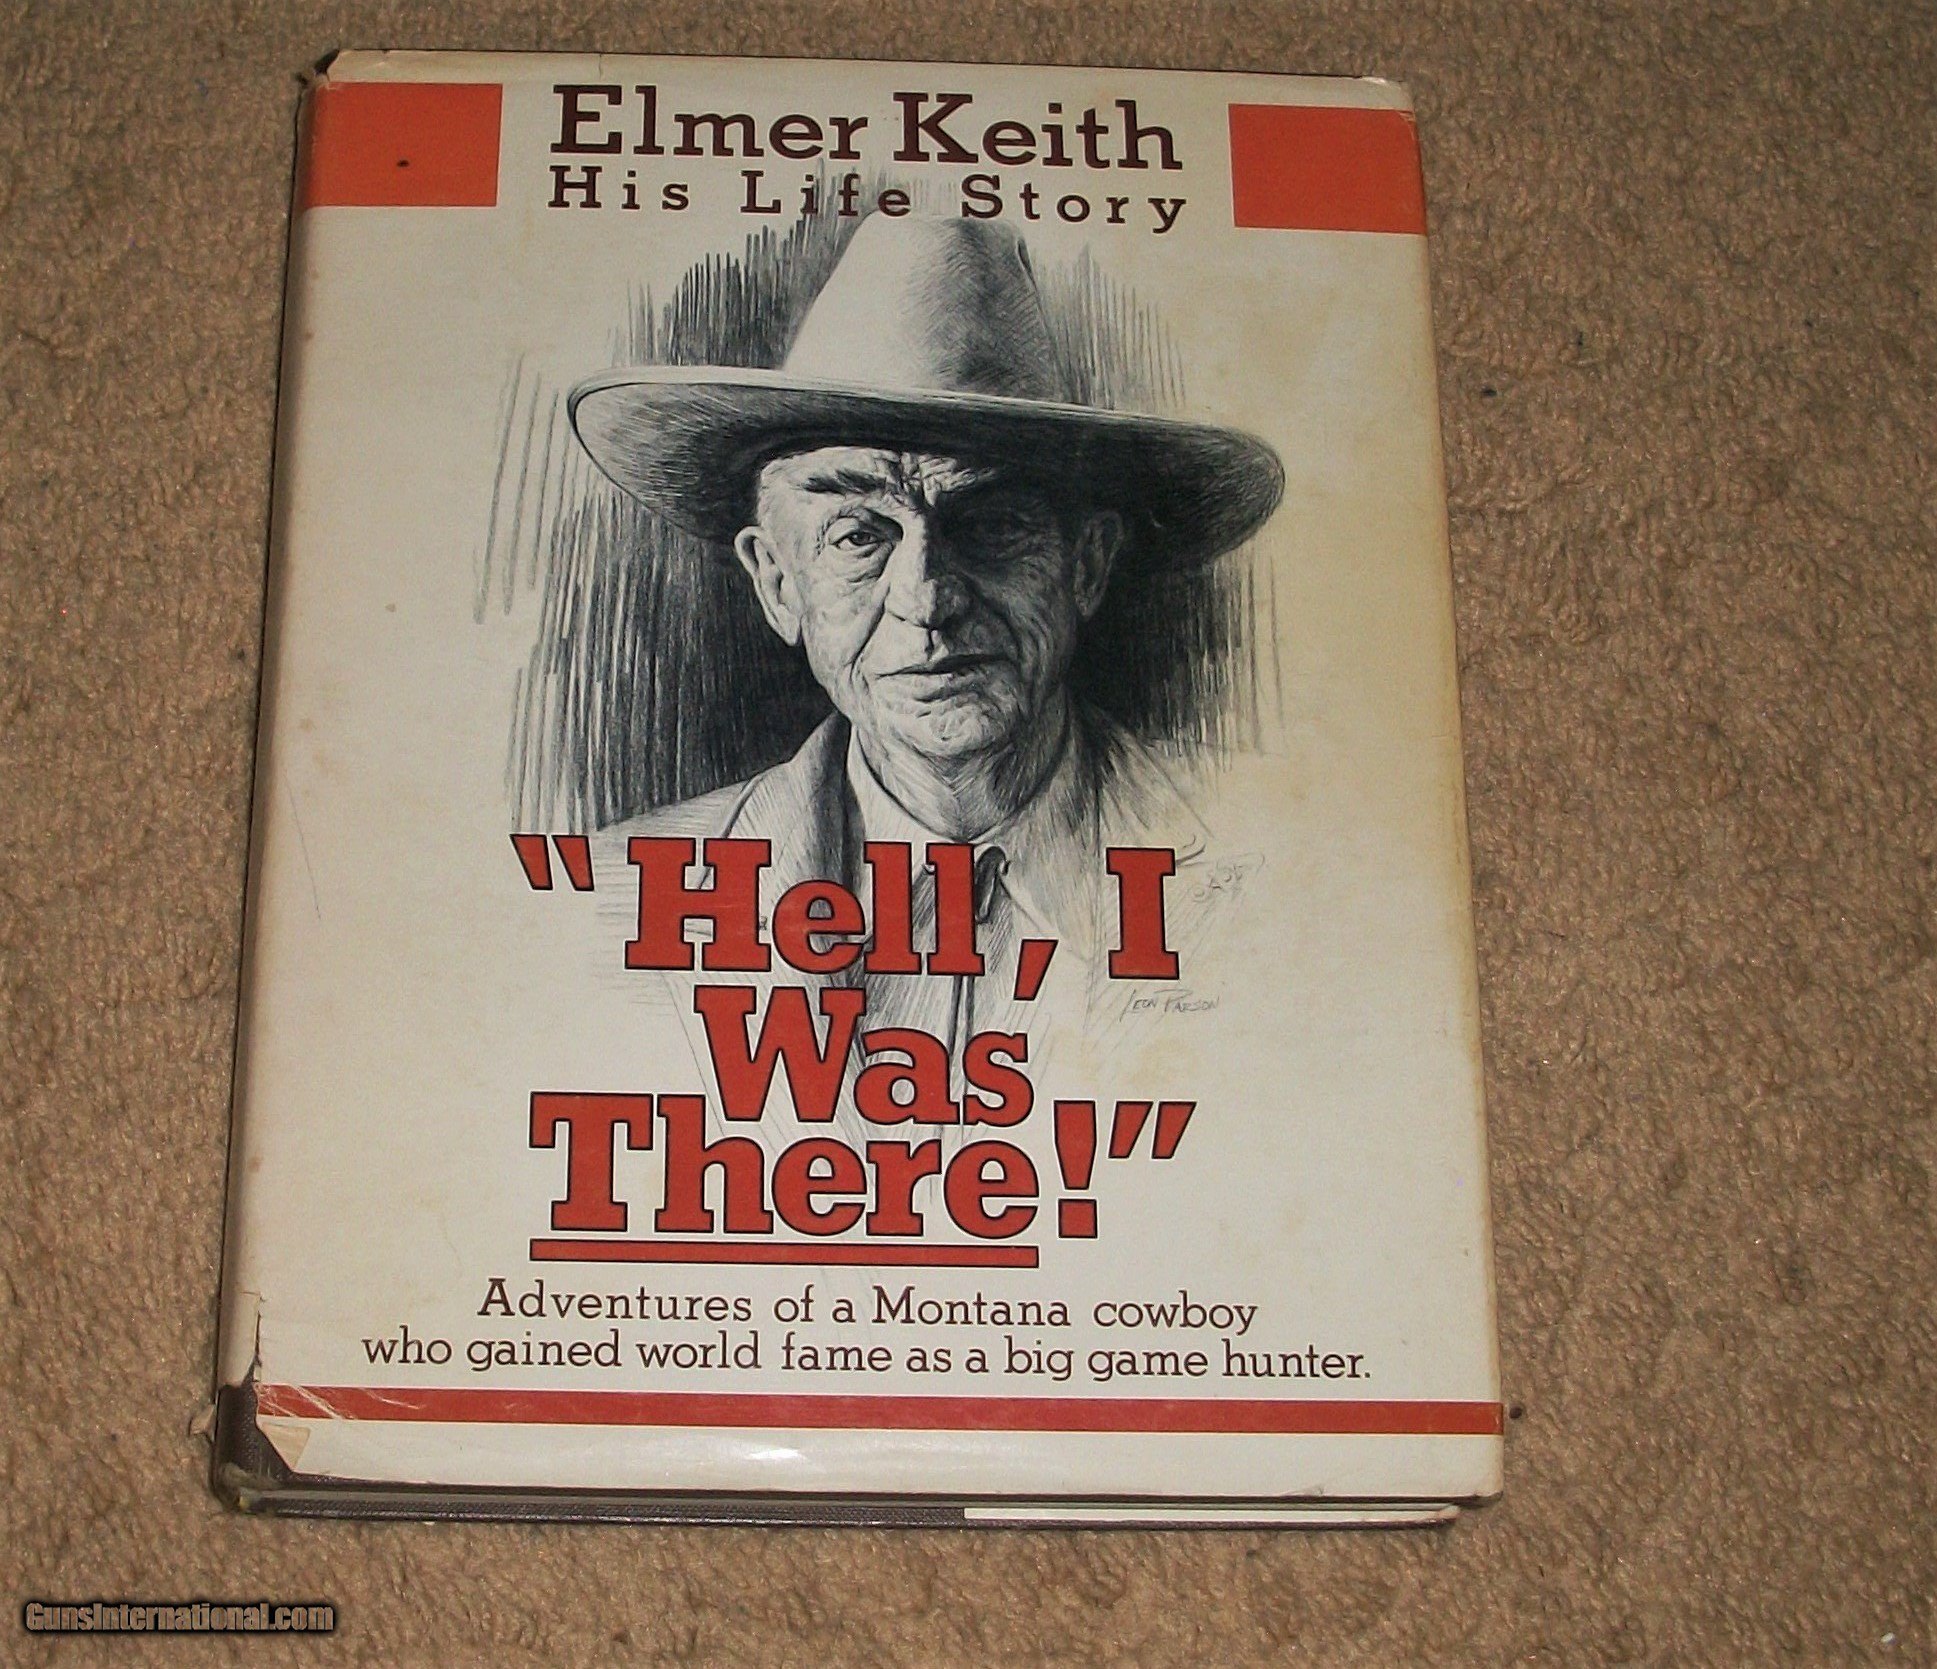 Elmer Keith
His Life Story
"Hell, I
Was
There!"
Leon Parson
Adventures of a Montana cowboy
who gained world fame as a big game hunter.
GunsInternational.com